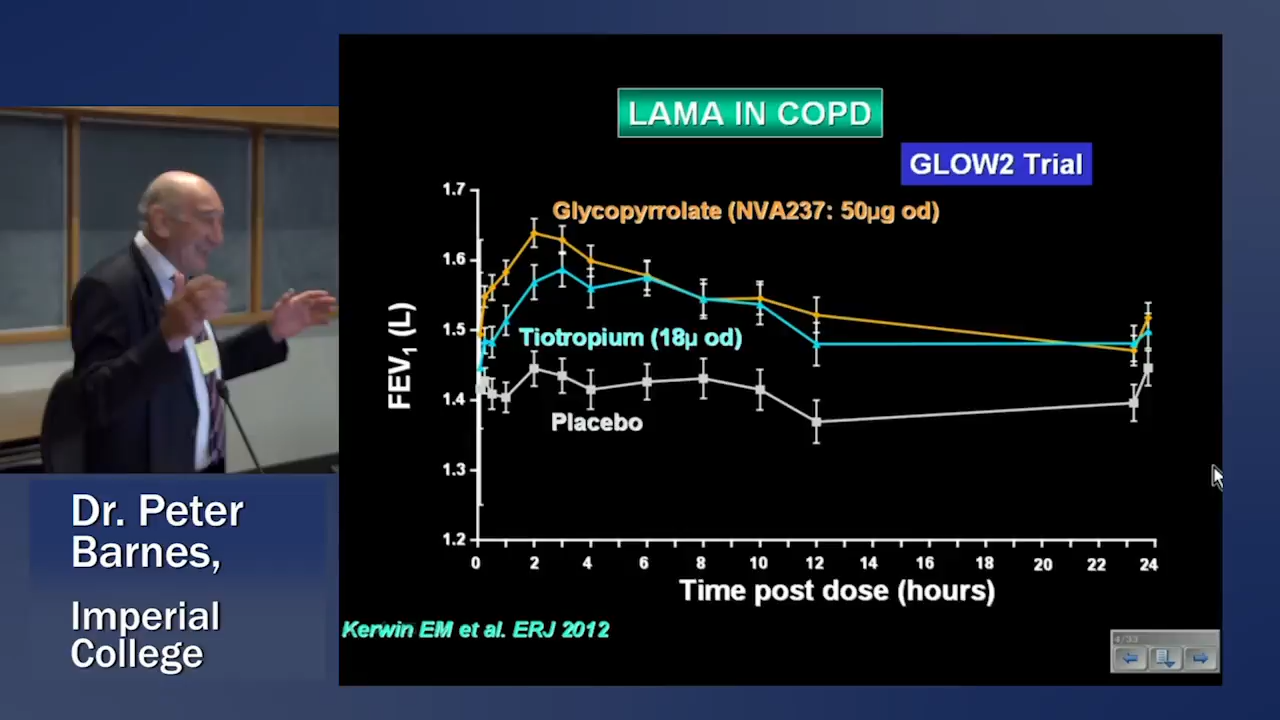 LAMA IN COPD
GLOW2 Trial
1.7
1.6
1.5
1.4
1.3
1.2
FEV1 (L)
Glycopyrrolate (NVA237: 50µg od)
Tiotropium (18µ od)
Placebo
0 2 4 6 8 10 12 14 16 18 20 22 24
Time post dose (hours)
Kerwin EM et al. ERJ 2012
4/33
Dr. Peter
Barnes,
Imperial
College